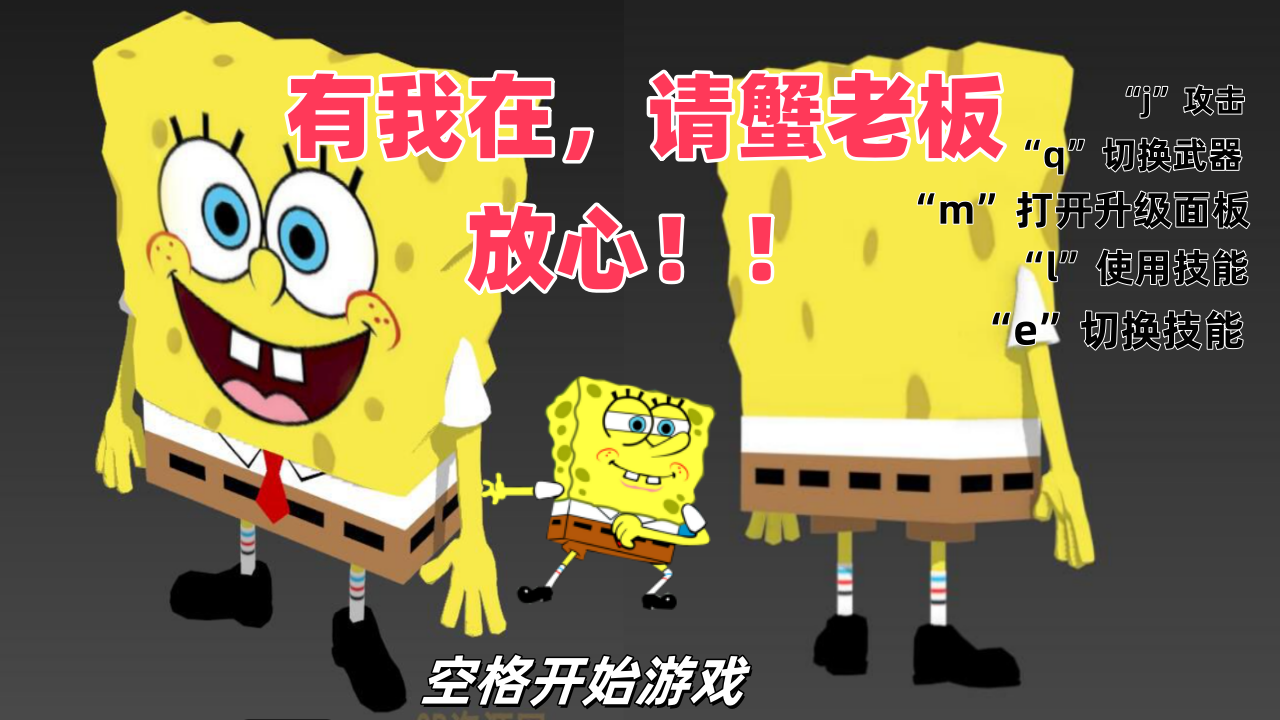 有我在，请蟹老板
放心！！
“j” 攻击
“q” 切换武器
“m” 打开升级面板
“l” 使用技能
“e” 切换技能
空格开始游戏